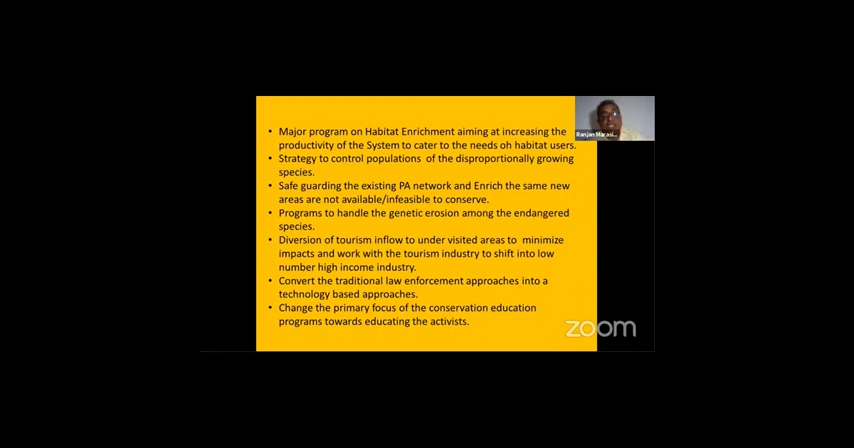 • Major program on Habitat Enrichment aiming at increasing the
productivity of the System to cater to the needs oh habitat users.
• Strategy to control populations of the disproportionally growing
species.
• Safe guarding the existing PA network and Enrich the same new
areas are not available/infeasible to conserve.
• Programs to handle the genetic erosion among the endangered
species.
• Diversion of tourism inflow to under visited areas to minimize
impacts and work with the tourism industry to shift into low
number high income industry.
• Convert the traditional law enforcement approaches into a
technology based approaches.
• Change the primary focus of the conservation education
programs towards educating the activists.
Ranjan Marasi...
zoom